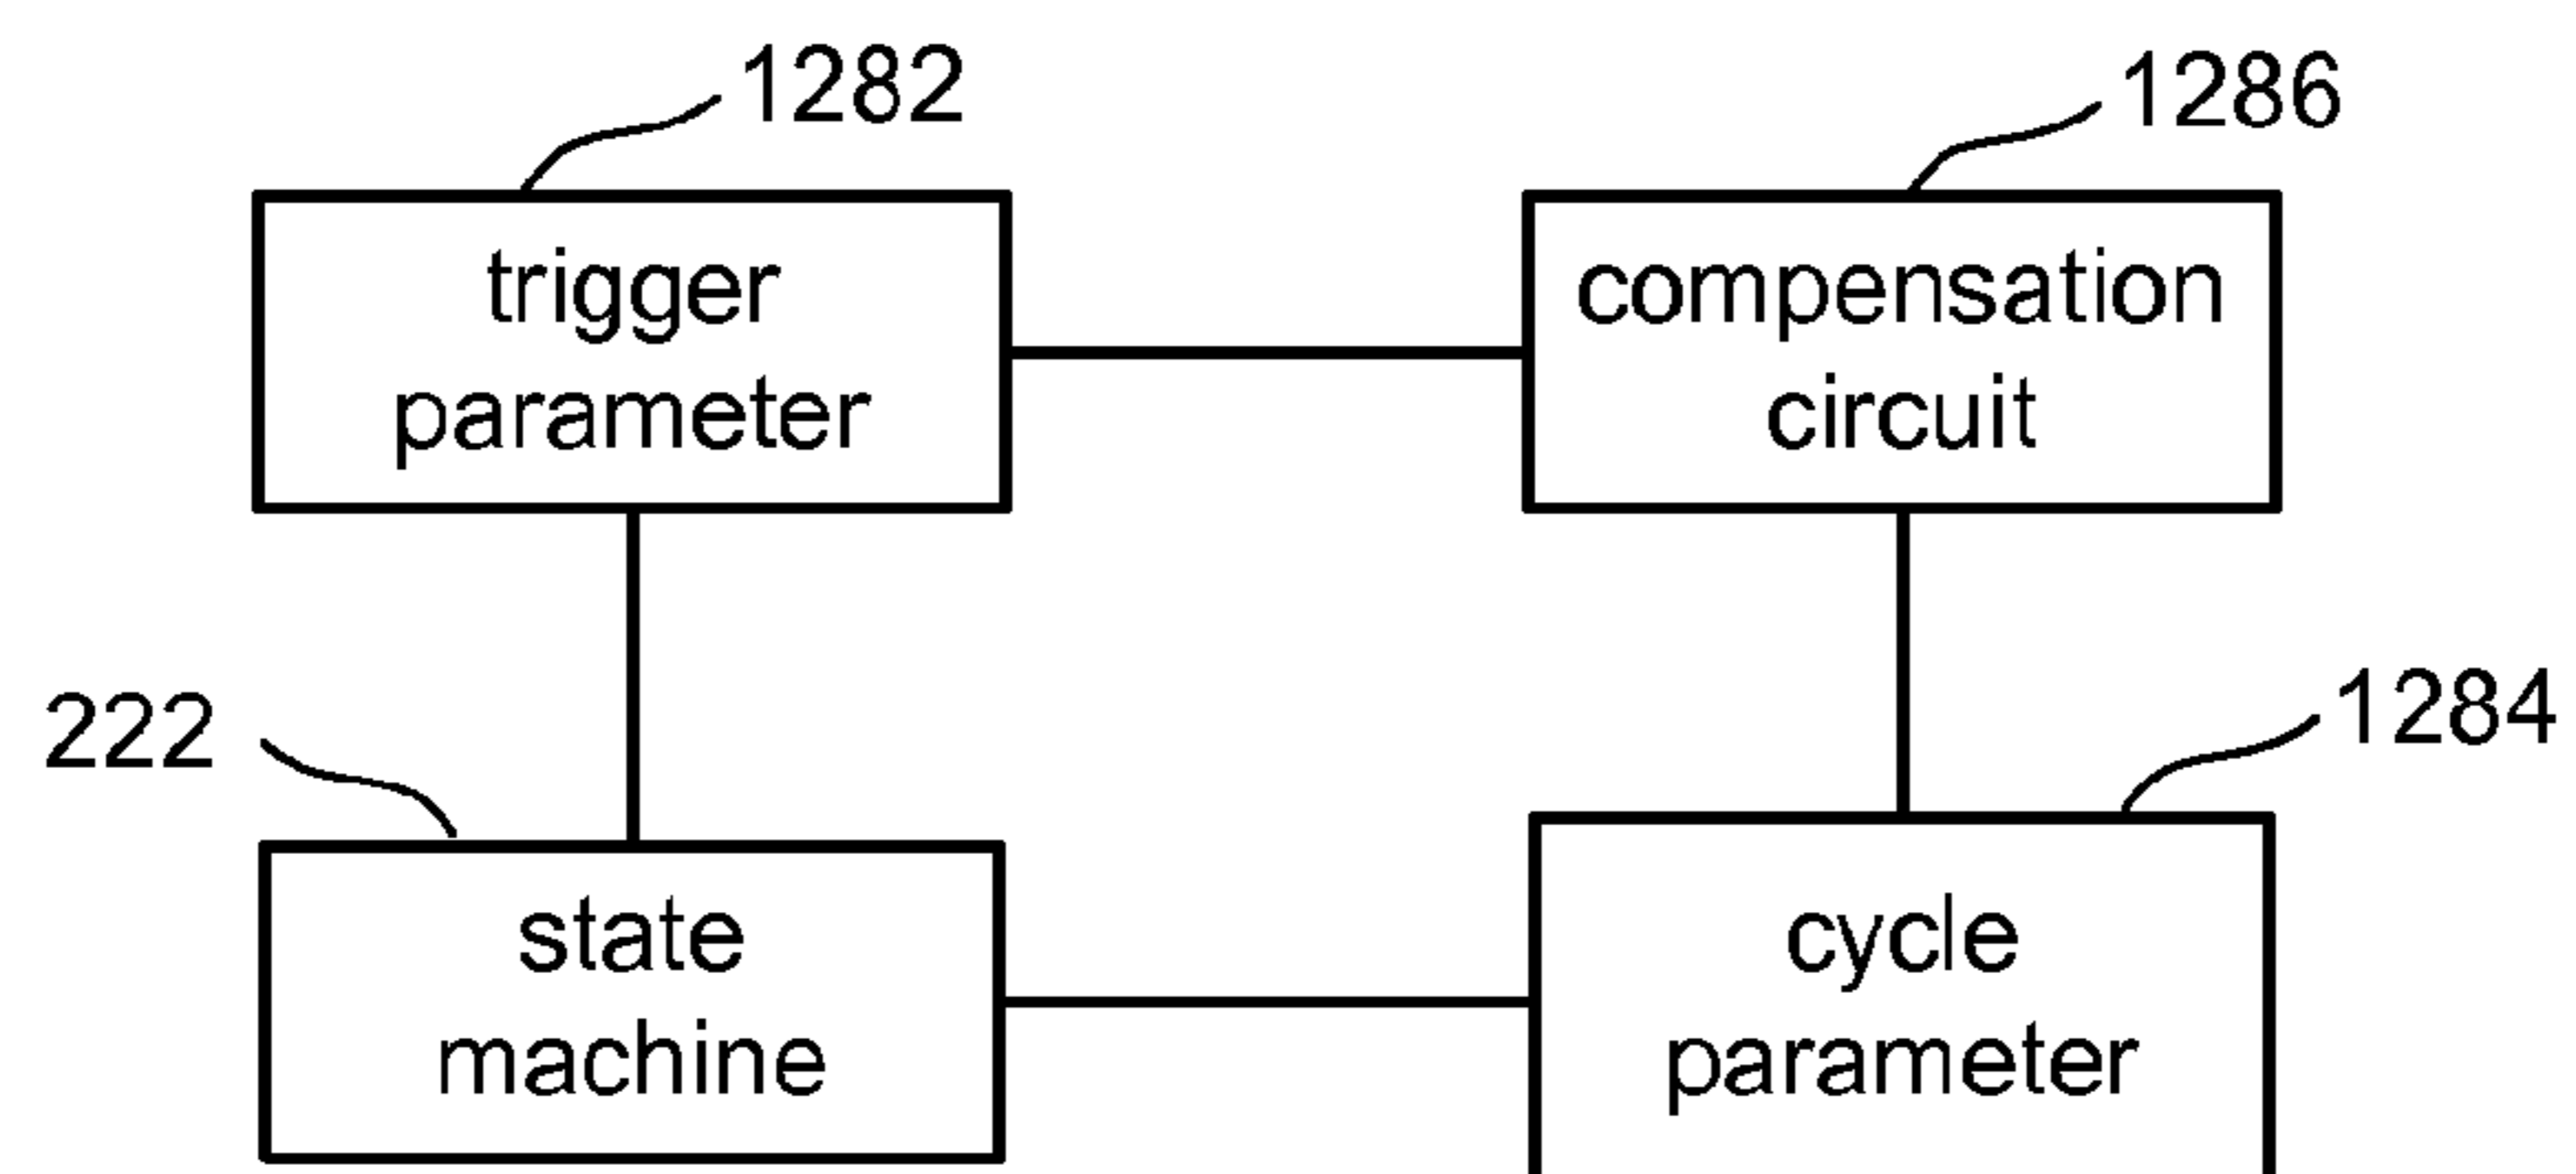 1282
1286
trigger
parameter
compensation
circuit
222
1284
state
machine
cycle
parameter